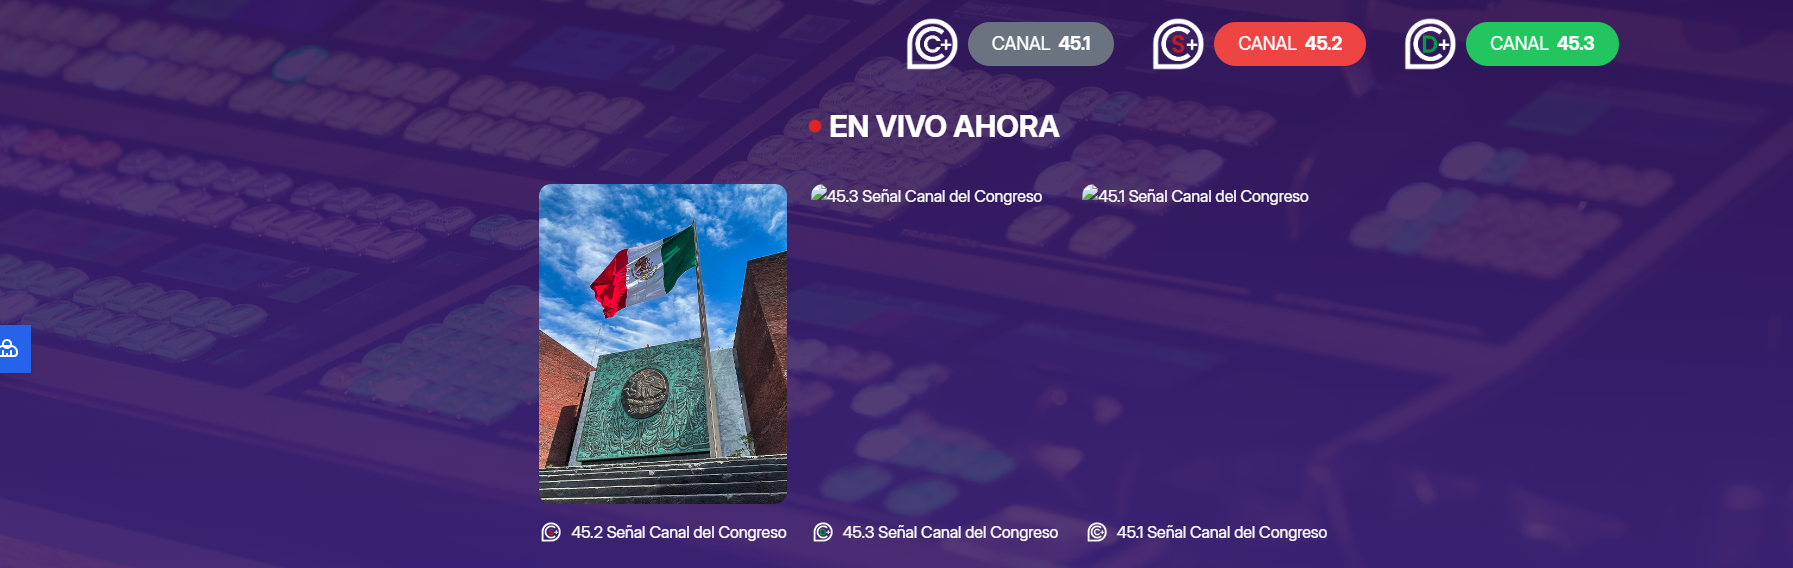 C+ CANAL 45.1
S+ CANAL 45.2
D+ CANAL 45.3
EN VIVO AHORA
45.3 Señal Canal del Congreso
45.1 Señal Canal del Congreso
45.2 Señal Canal del Congreso
45.3 Señal Canal del Congreso
45.1 Señal Canal del Congreso